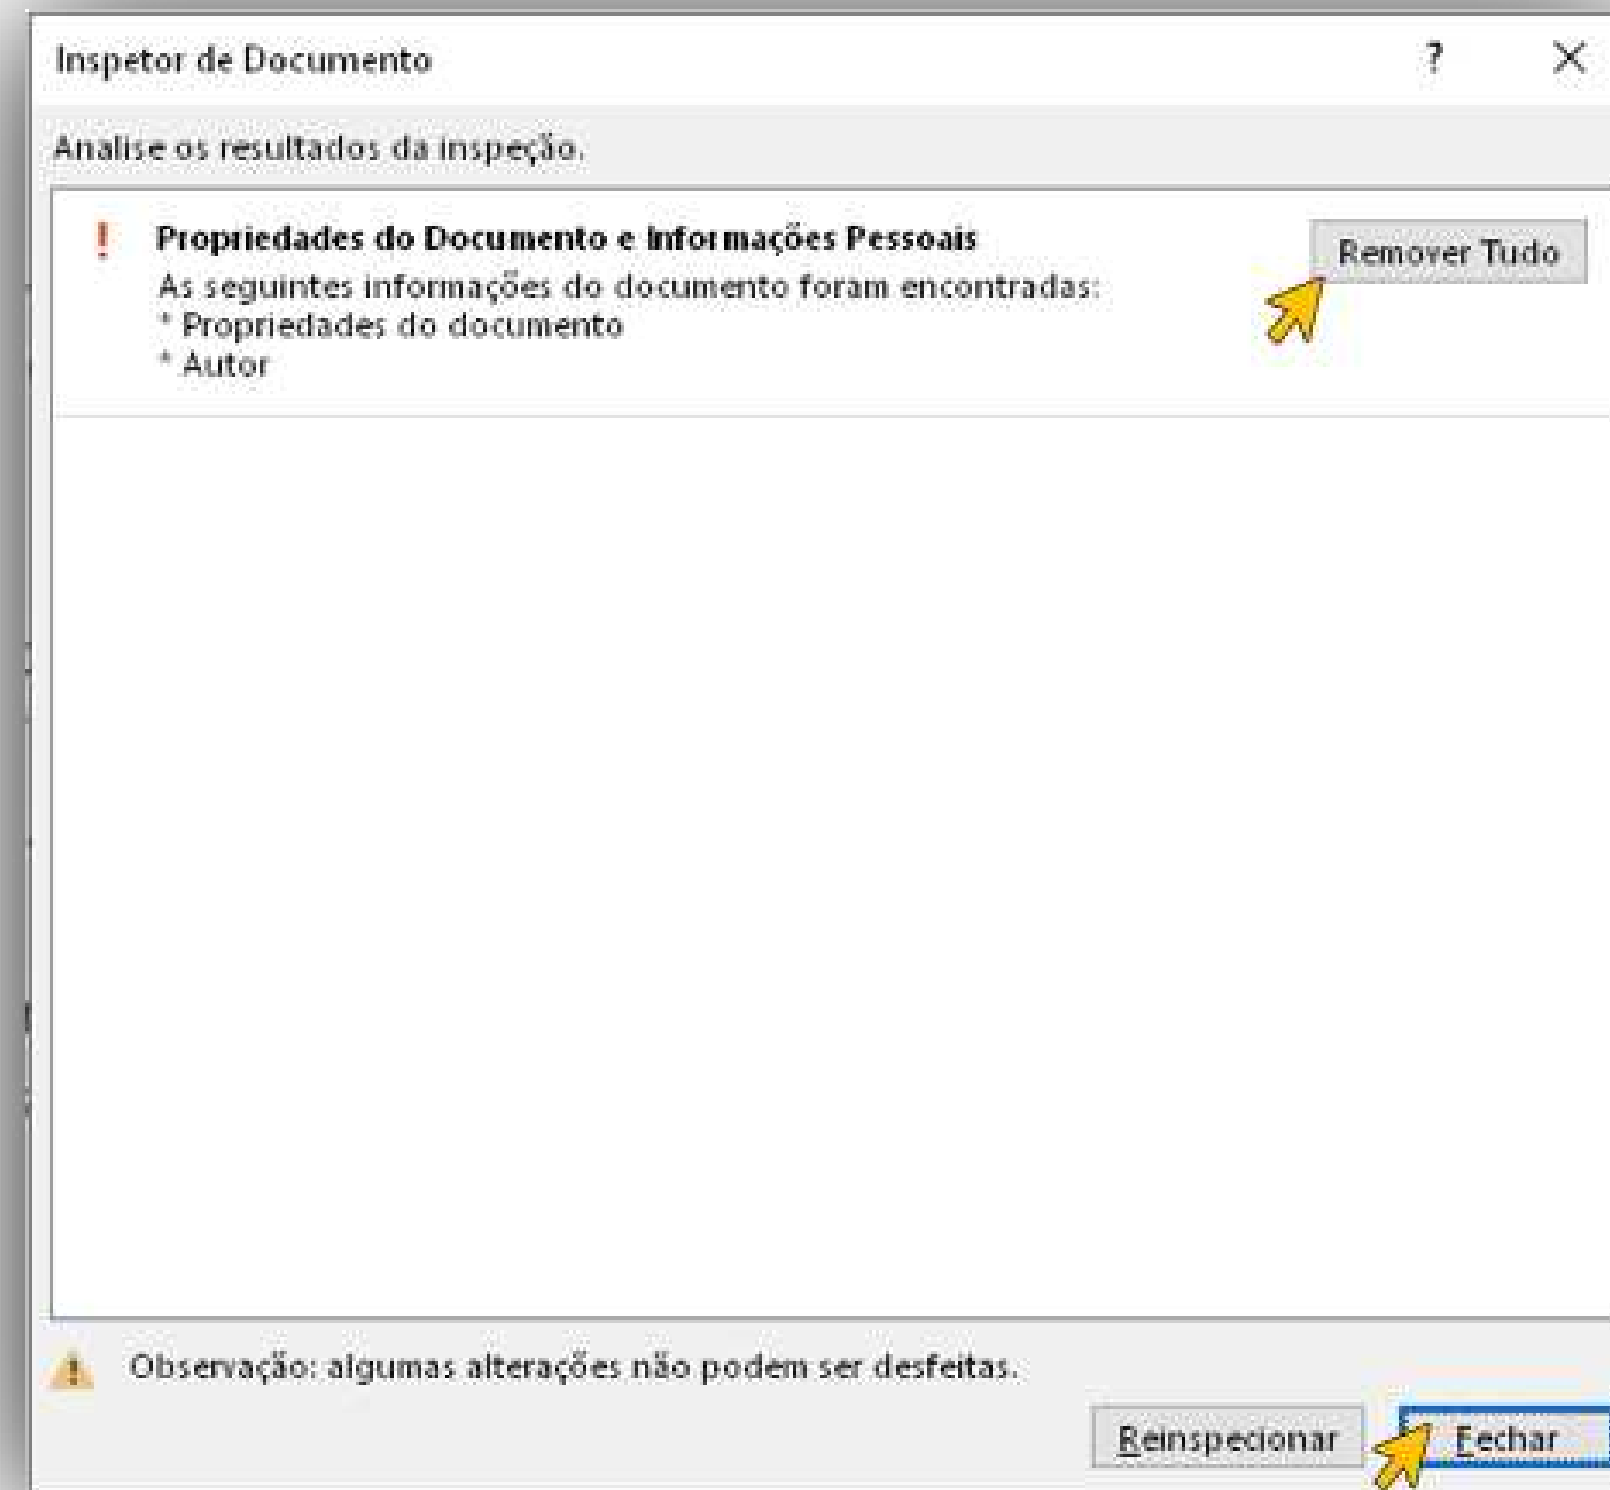 Inspetor de Documento
?
Analise os resultados da inspeção.
! Propriedades do Documento e Informações Pessoais
Remover Tudo
As seguintes informações do documento foram encontradas:
* Propriedades do documento
* Autor
! Observação: algumas alterações não podem ser desfeitas.
Reinspecionar
Fechar